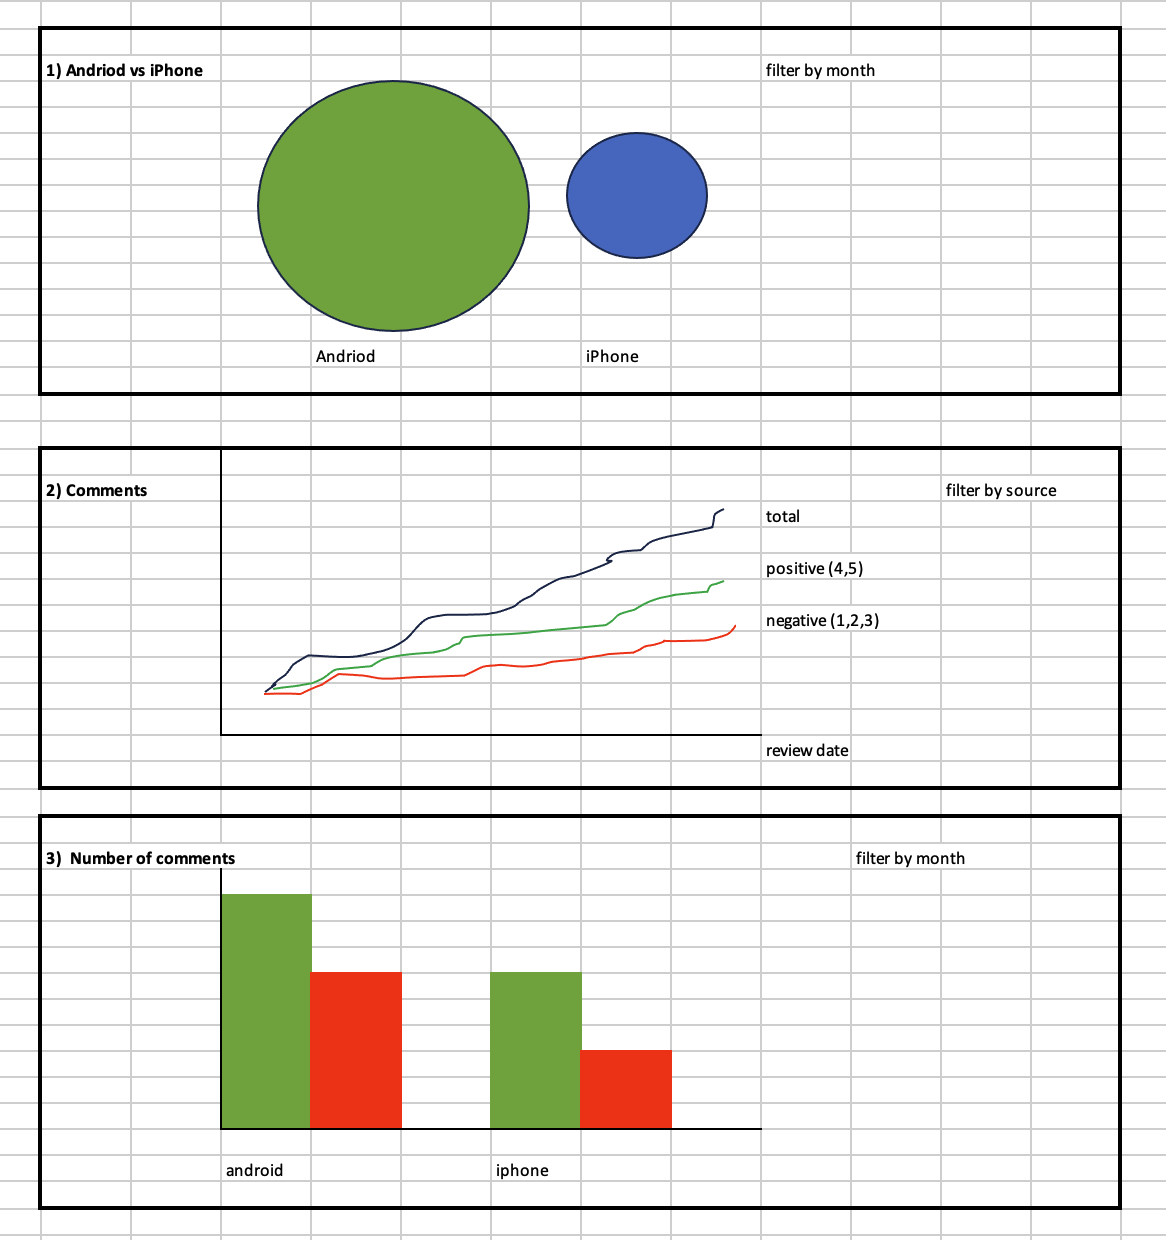 1) Andriod vs iPhone
filter by month
Andriod
iPhone
2) Comments
filter by source
total
positive (4,5)
negative (1,2,3)
review date
3)  Number of comments
filter by month
android
iphone